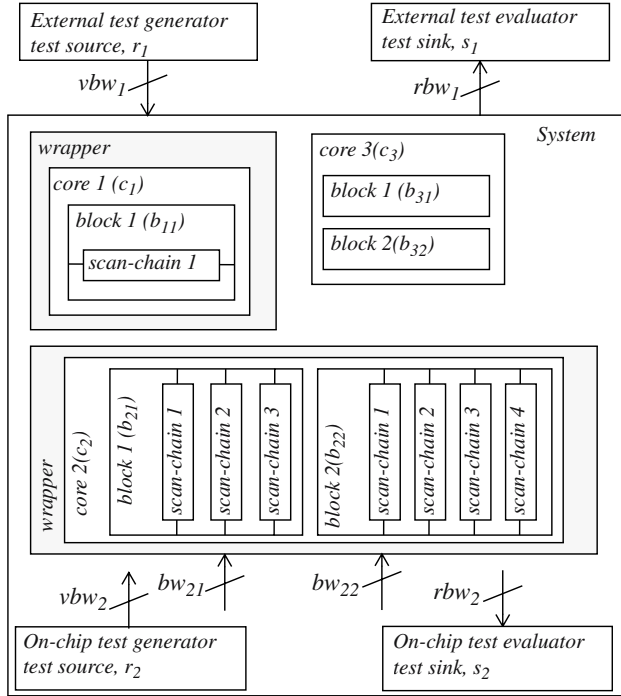 External test generator
test source, r1
External test evaluator
test sink, s1
vbw1
rbw1
System
wrapper
core 1 (c1)
block 1 (b11)
scan-chain 1
core 3(c3)
block 1 (b31)
block 2(b32)
wrapper
core 2(c2)
block 1 (b21)
scan-chain 1
scan-chain 2
scan-chain 3
block 2(b22)
scan-chain 1
scan-chain 2
scan-chain 3
scan-chain 4
vbw2
bw21
bw22
rbw2
On-chip test generator
test source, r2
On-chip test evaluator
test sink, s2